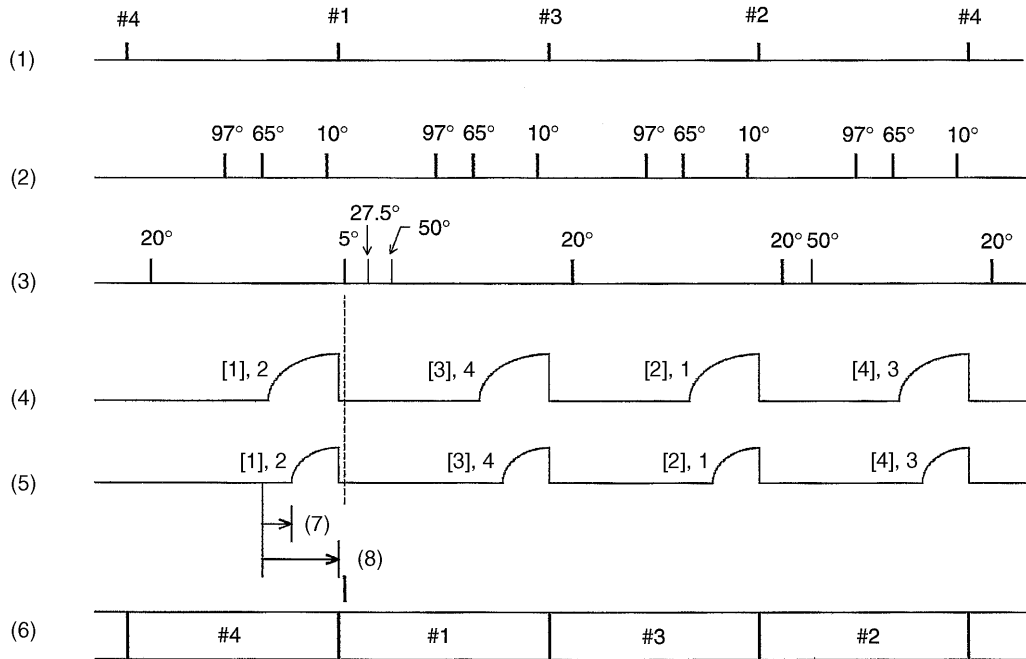 #4 #1 #3 #2 #4
(1)
97° 65° 10° 97° 65° 10° 97° 65° 10° 97° 65° 10°
(2)
27.5°
50°
20° 5° 20° 20° 50° 20°
(3)
[1], 2 [3], 4 [2], 1 [4], 3
(4)
[1], 2 [3], 4 [2], 1 [4], 3
(5)
(7)
(8)
(6) #4 #1 #3 #2